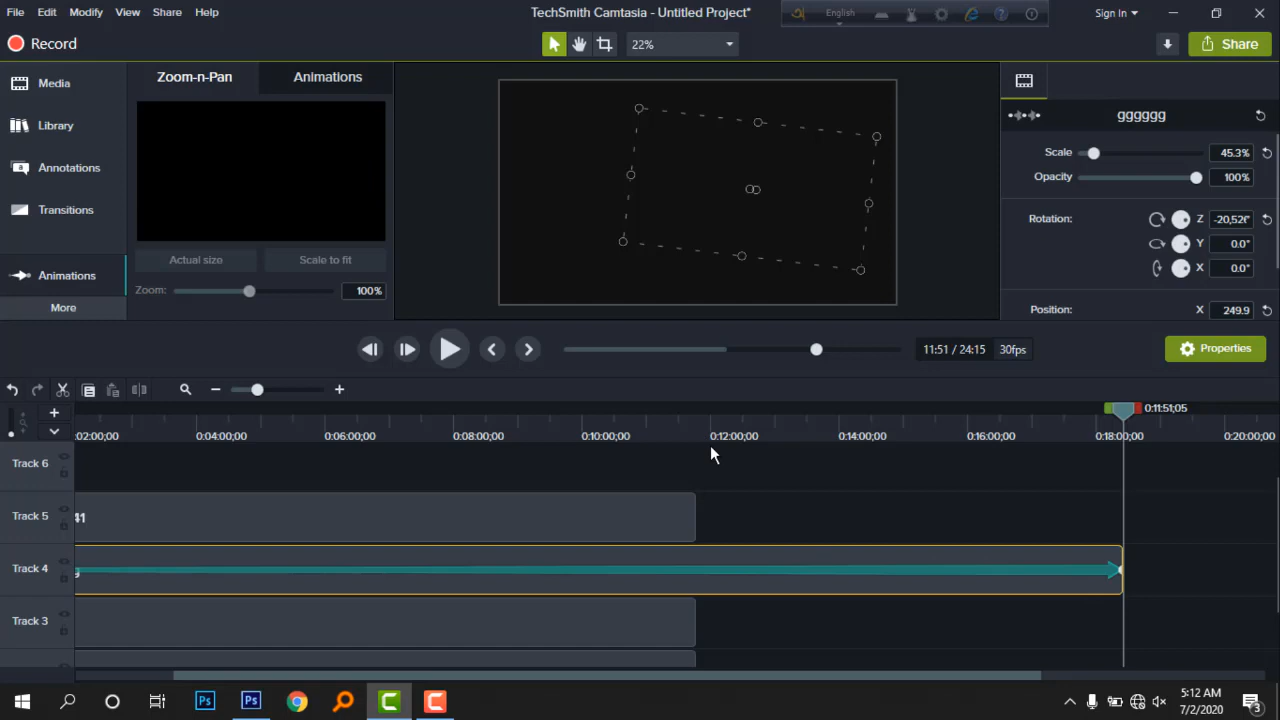 File Edit Modify View Share Help TechSmith Camtasia - Untitled Project* English Sign In
Record 22% Share
Media Zoom-n-Pan Animations
gggggg
Library
Scale 45.3%
Annotations Opacity 100%
Transitions Rotation: Z
Y 0.0°
Actual size Scale to fit X 0.0°
Animations
Zoom: 100%
More Position: X 249.9
11:51 / 24:15 30fps Properties
0:11:51;05
:02:00;00 0:04:00;00 0:06:00;00 0:08:00;00 0:10:00;00 0:12:00;00 0:14:00;00 0:16:00;00 0:18:00;00 0:20:00;00
Track 6
Track 5 41
Track 4
Track 3
Ps Ps C C 5:12 AM
7/2/2020 3